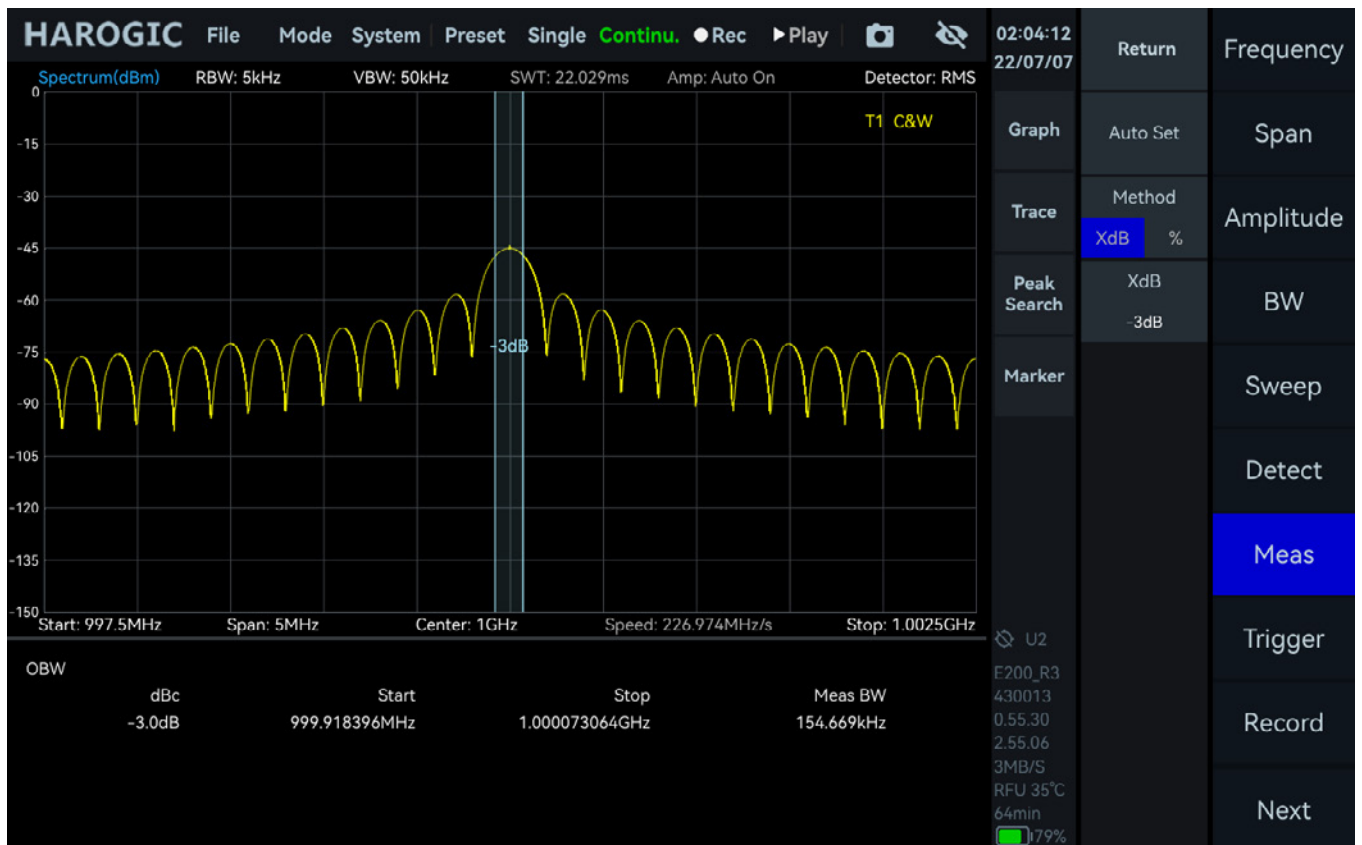 HAROGIC File Mode System Preset Single Continu. Rec Play
Spectrum(dBm) RBW: 5kHz VBW: 50kHz SWT: 22.029ms Amp: Auto On Detector: RMS
T1 C&W
0
-15
-30
-45
-60
-75
-90
-105
-120
-135
-150
-3dB
Start: 997.5MHz Span: 5MHz Center: 1GHz Speed: 226.974MHz/s Stop: 1.0025GHz
OBW
dBc Start Stop Meas BW
-3.0dB 999.918396MHz 1.000073064GHz 154.669kHz
02:04:12
22/07/07
Graph
Trace
Peak
Search
Marker
U2
E200_R3
430013
0.55.30
2.55.06
3MB/S
RFU 35°C
64min
79%
Return
Auto Set
Method
XdB %
XdB
-3dB
Frequency
Span
Amplitude
BW
Sweep
Detect
Meas
Trigger
Record
Next